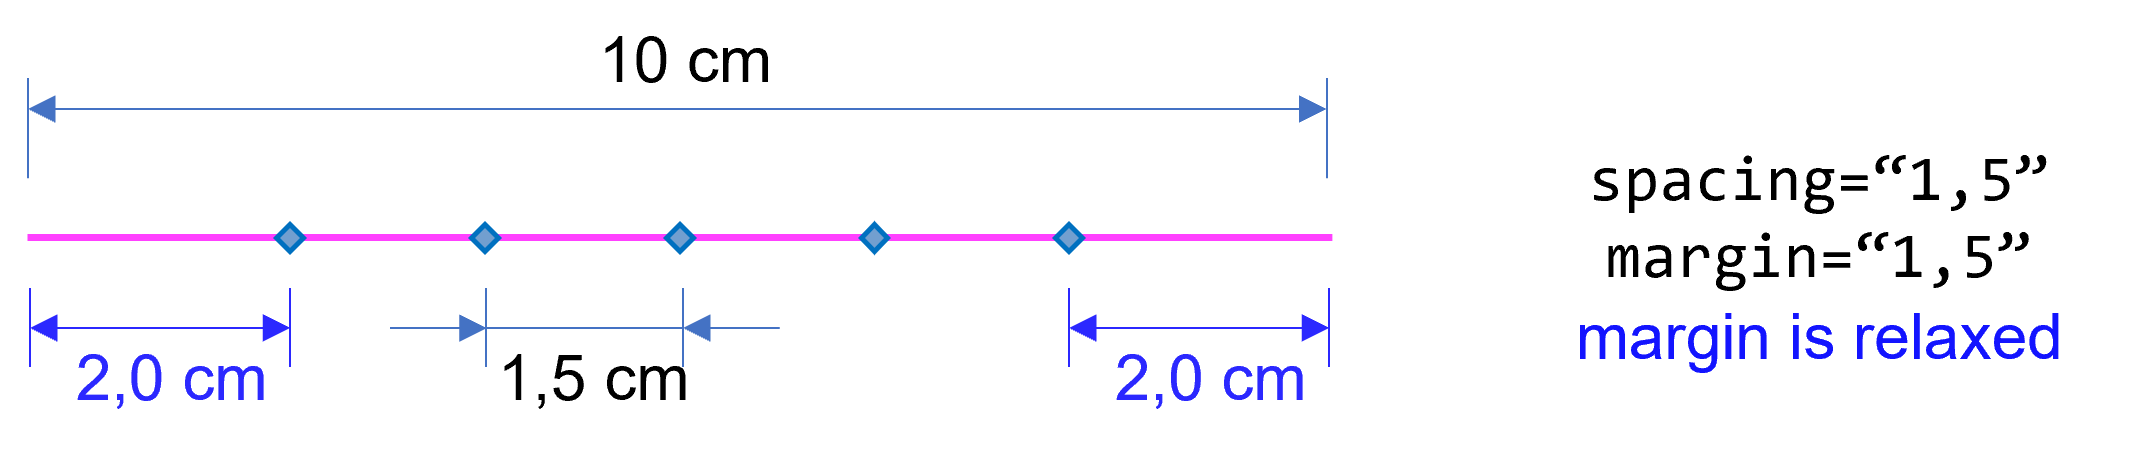 10 cm
spacing=“1,5”
margin=“1,5”
margin is relaxed
2,0 cm
1,5 cm
2,0 cm